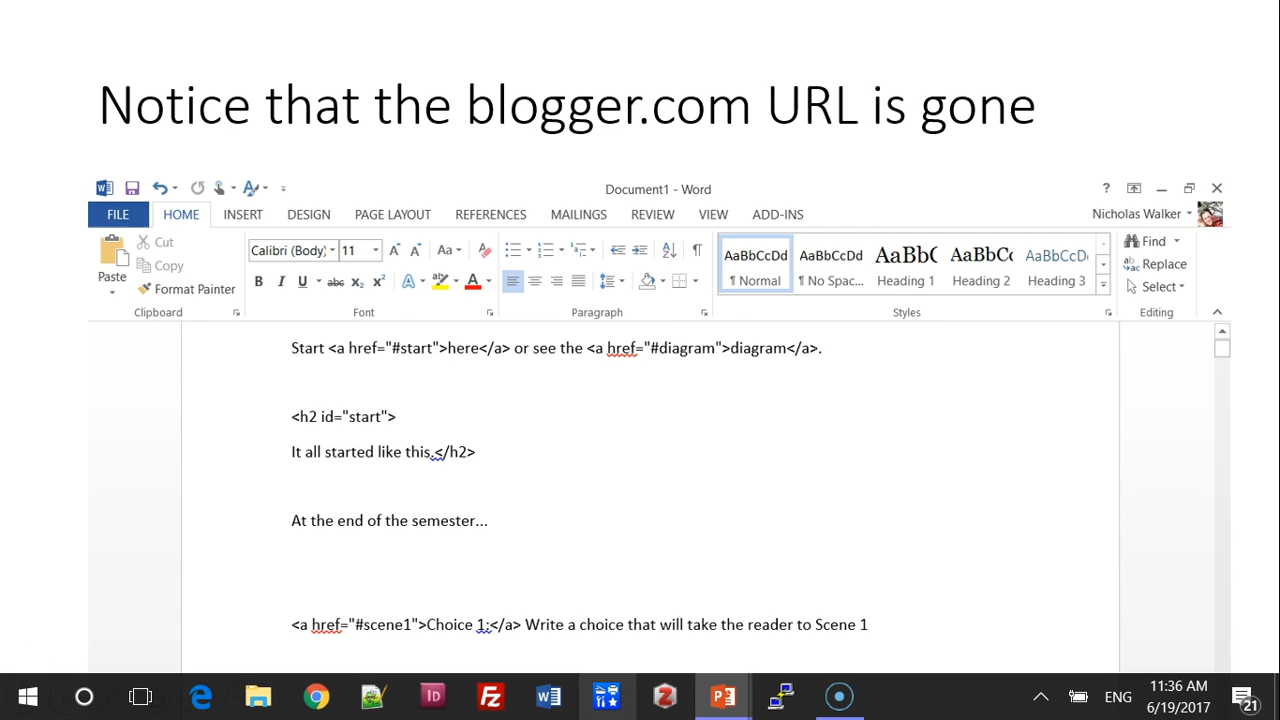 Notice that the blogger.com URL is gone
Document1 - Word
?
FILE HOME INSERT DESIGN PAGE LAYOUT REFERENCES MAILINGS REVIEW VIEW ADD-INS Nicholas Walker
Paste
Cut
Copy
Format Painter
Clipboard
Calibri (Body) 11
Aa
B I U abc x₂ x² A A
Font
Paragraph
AaBbCcDd AaBbCcDd AaBbC AaBbCc AaBbCcD
¶ Normal ¶ No Spac... Heading 1 Heading 2 Heading 3
Styles
Find
Replace
Select
Editing
Start <a href="#start">here</a> or see the <a href="#diagram">diagram</a>.
<h2 id="start">
It all started like this.</h2>
At the end of the semester...
<a href="#scene1">Choice 1:</a> Write a choice that will take the reader to Scene 1
ENG
11:36 AM
6/19/2017
21